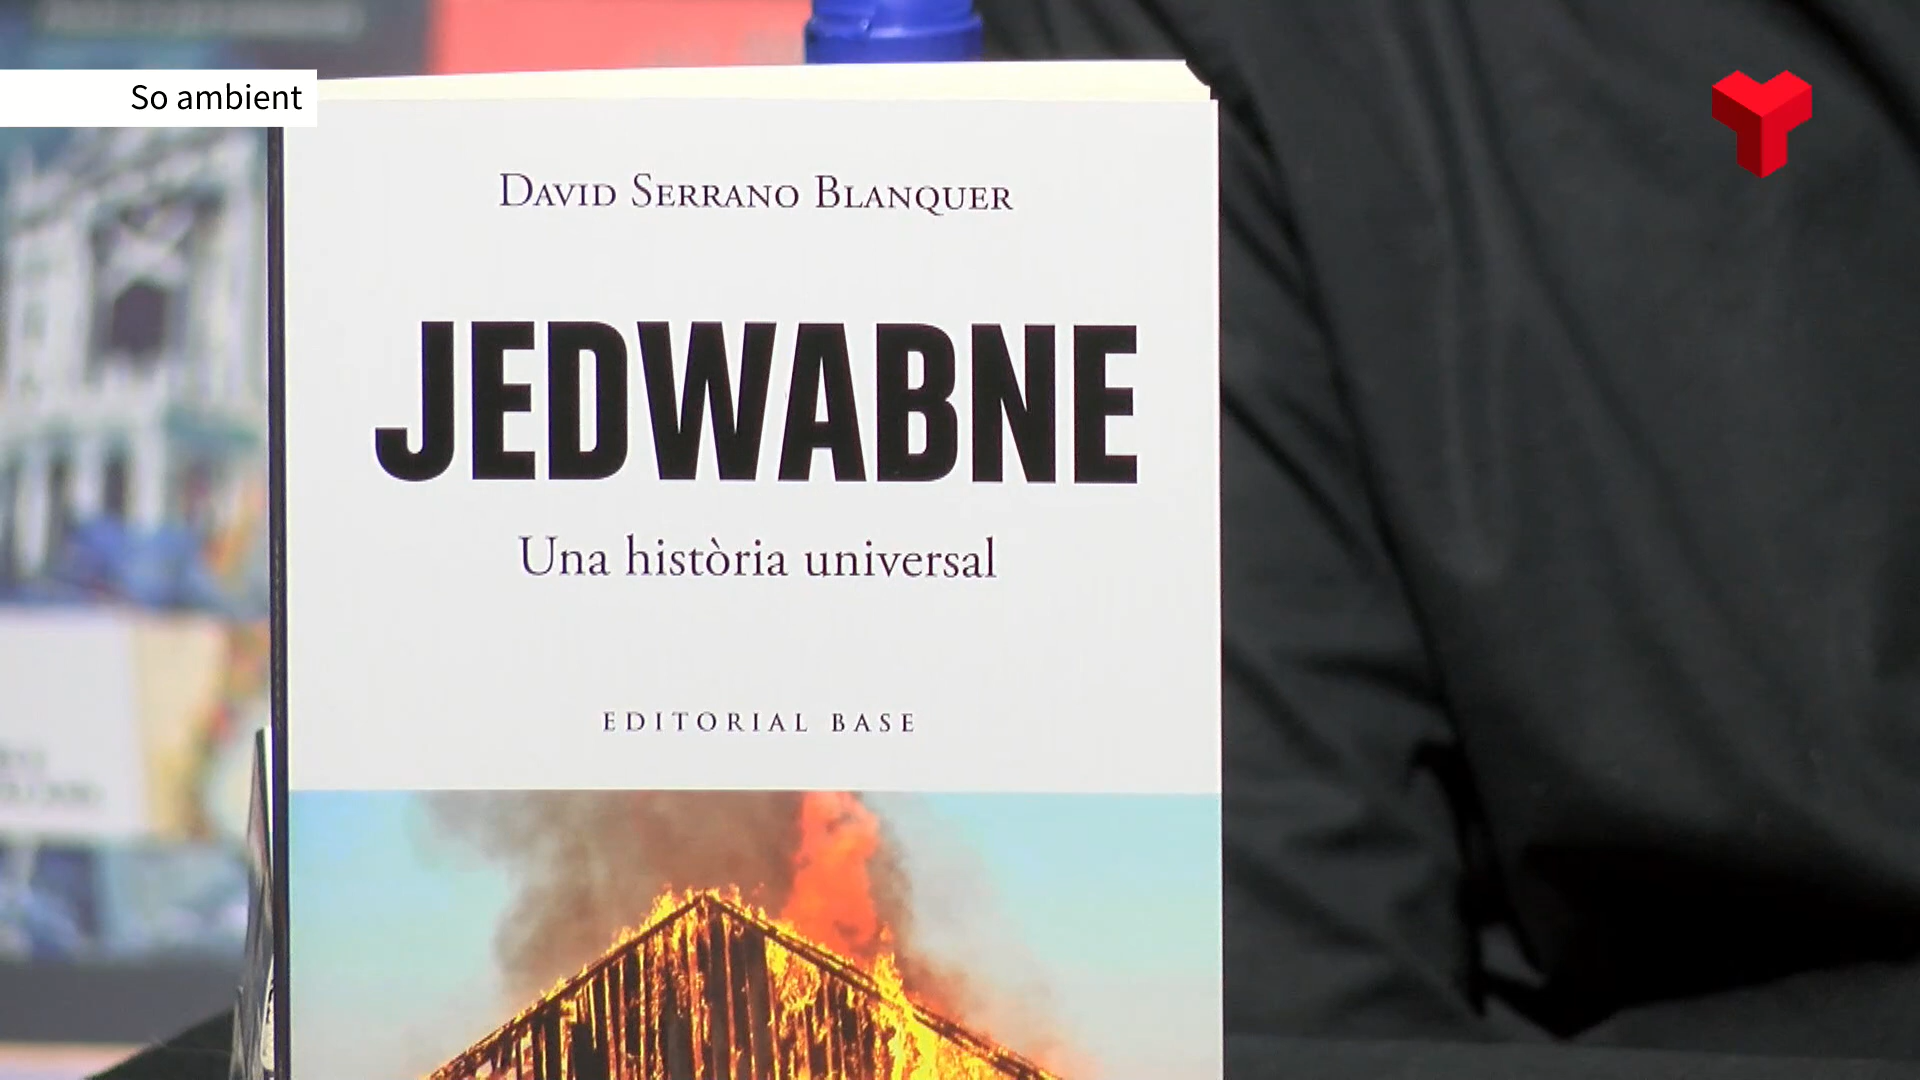 So ambient
DAVID SERRANO BLANQUER
JEDWABNE
Una història universal
EDITORIAL BASE